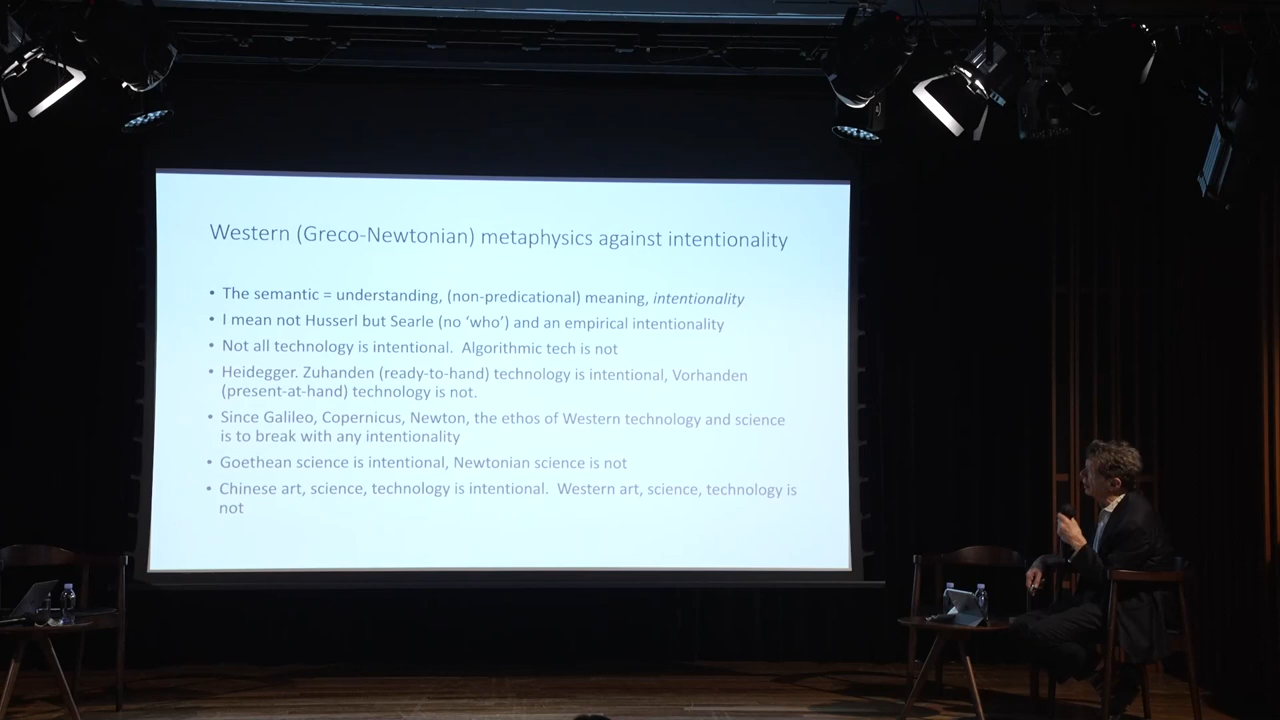 Western (Greco-Newtonian) metaphysics against intentionality
• The semantic = understanding, (non-predicational) meaning, intentionality
• I mean not Husserl but Searle (no ‘who’) and an empirical intentionality
• Not all technology is intentional.  Algorithmic tech is not
• Heidegger. Zuhanden (ready-to-hand) technology is intentional, Vorhanden
(present-at-hand) technology is not.
• Since Galileo, Copernicus, Newton, the ethos of Western technology and science
is to break with any intentionality
• Goethean science is intentional, Newtonian science is not
• Chinese art, science, technology is intentional.  Western art, science, technology is
not